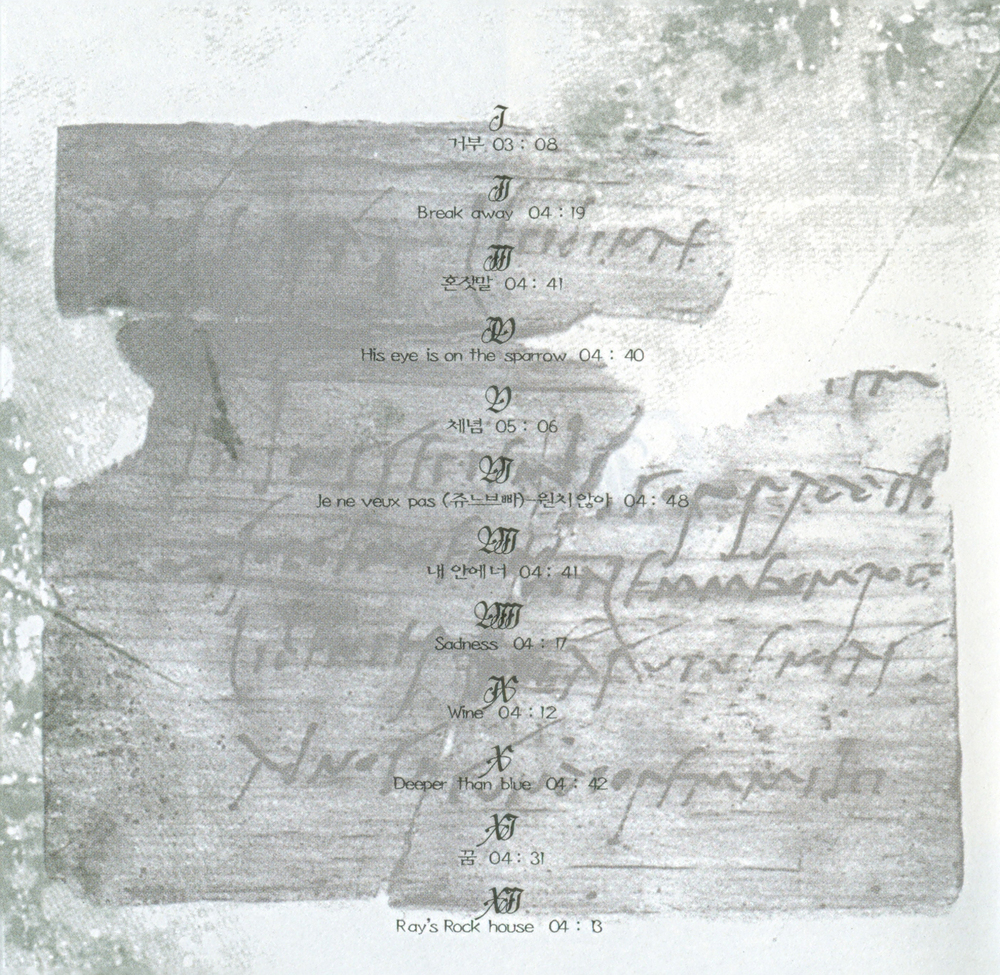 I
거부 03 : 08
II
Break away 04 : 19
III
혼잣말 04 : 41
IV
His eye is on the sparrow 04 : 40
V
체념 05 : 06
VI
Je ne veux pas (쥬느브빠)-원치않아 04 : 48
VII
내 안에 너 04 : 41
VIII
Sadness 04 : 17
IX
Wine 04 : 12
X
Deeper than blue 04 : 42
XI
꿈 04 : 31
XII
Ray's Rock house 04 : 13